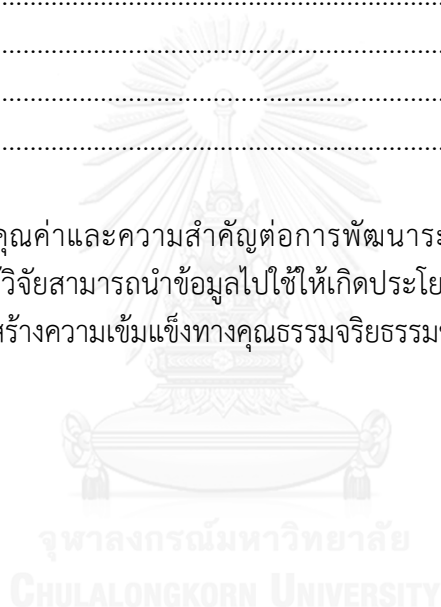 ................................................................
................................................................
................................................................
................................................................
คุณค่าและความสำคัญต่อการพัฒนาระ
วิจัยสามารถนำข้อมูลไปใช้ให้เกิดประโย
สร้างความเข้มแข็งทางคุณธรรมจริยธรรม
จุฬาลงกรณ์มหาวิทยาลัย
CHULALONGKORN UNIVERSITY